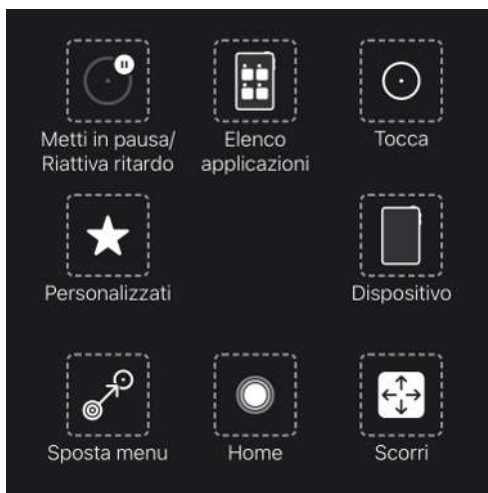 Metti in pausa/
Riattiva ritardo
Elenco
applicazioni
Tocca
Personalizzati
Dispositivo
Sposta menu
Home
Scorri